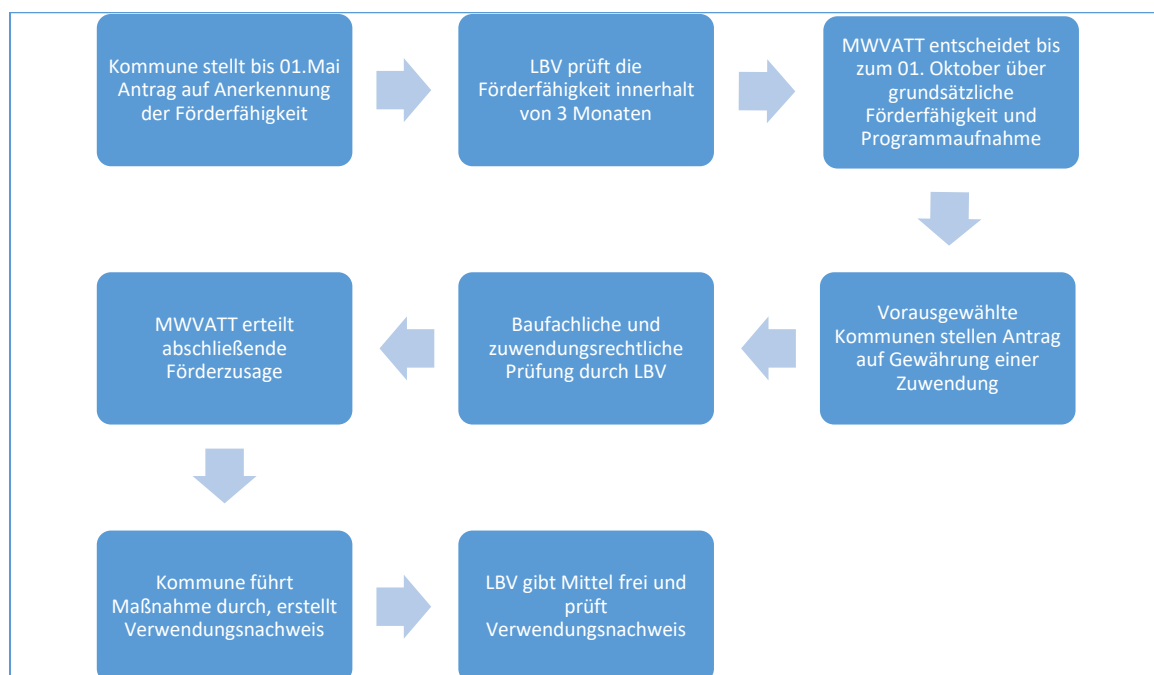 Kommune stellt bis 01.Mai
Antrag auf Anerkennung
der Förderfähigkeit
LBV prüft die
Förderfähigkeit innerhalt
von 3 Monaten
MWVATT entscheidet bis
zum 01. Oktober über
grundsätzliche
Förderfähigkeit und
Programmaufnahme
Vorausgewählte
Kommunen stellen Antrag
auf Gewährung einer
Zuwendung
Baufachliche und
zuwendungsrechtliche
Prüfung durch LBV
MWVATT erteilt
abschließende
Förderzusage
Kommune führt
Maßnahme durch, erstellt
Verwendungsnachweis
LBV gibt Mittel frei und
prüft
Verwendungsnachweis